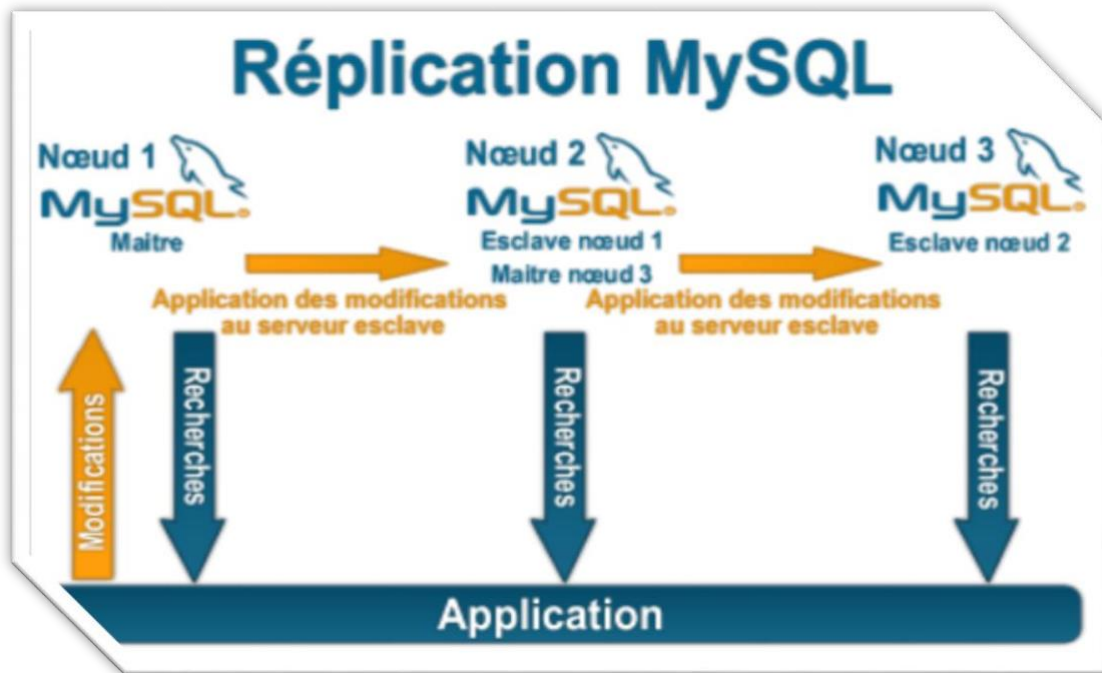 Réplication MySQL
Nœud 1
MySQL®
Maitre
Nœud 2
MySQL®
Esclave nœud 1
Maitre nœud 3
Nœud 3
MySQL®
Esclave nœud 2
Application des modifications
au serveur esclave
Application des modifications
au serveur esclave
Modifications
Recherches
Recherches
Recherches
Application